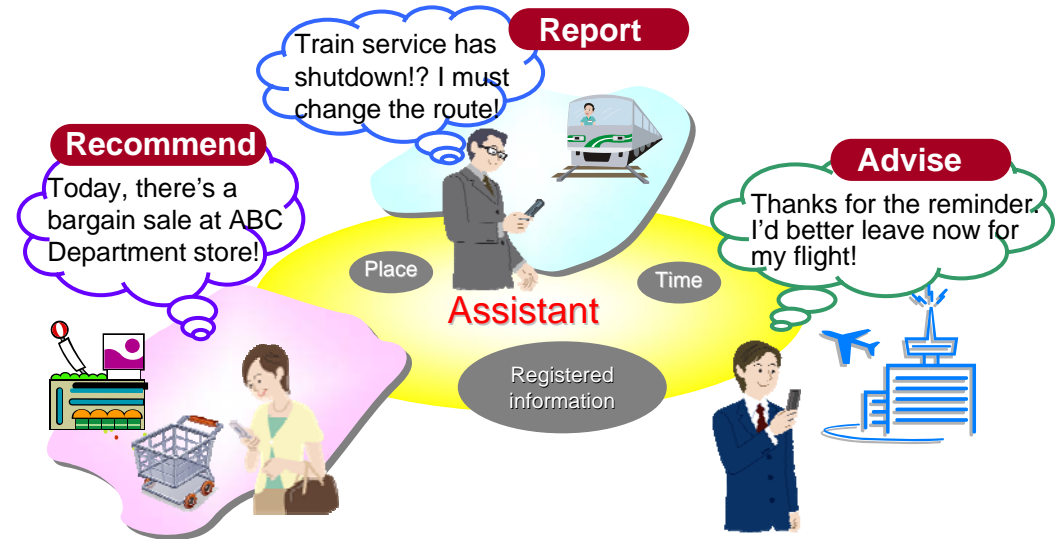 Report
Train service has
shutdown!? I must
change the route!
Recommend
Today, there's a
bargain sale at ABC
Department store!
Advise
Thanks for the reminder.
I'd better leave now for
my flight!
Place
Time
Assistant
Registered
information